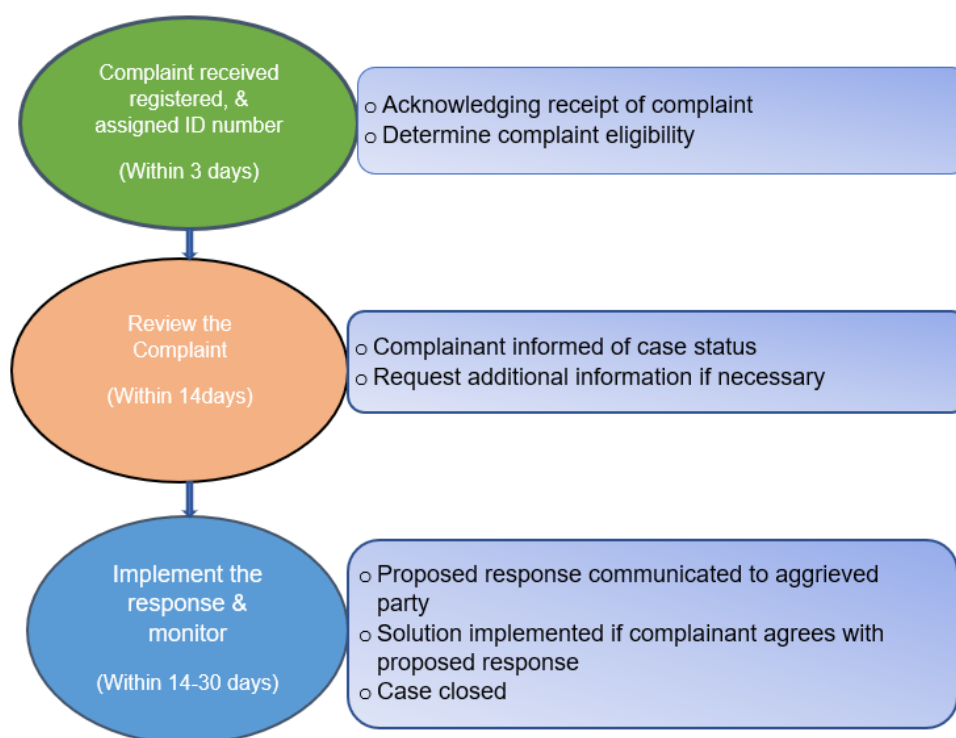 Complaint received
registered, &
assigned ID number
(Within 3 days)
o Acknowledging receipt of complaint
o Determine complaint eligibility
Review the
Complaint
(Within 14days)
o Complainant informed of case status
o Request additional information if necessary
Implement the
response &
monitor
(Within 14-30 days)
o Proposed response communicated to aggrieved
party
o Solution implemented if complainant agrees with
proposed response
o Case closed